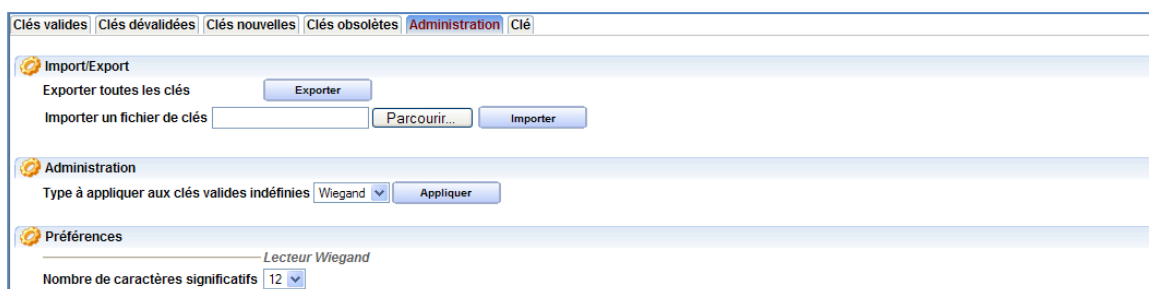 Clés valides Clés dévalidées Clés nouvelles Clés obsolètes Administration Clé
Import/Export
Exporter toutes les clés Exporter
Importer un fichier de clés Parcourir... Importer
Administration
Type à appliquer aux clés valides indéfinies Wiegand Appliquer
Préférences
Lecteur Wiegand
Nombre de caractères significatifs 12